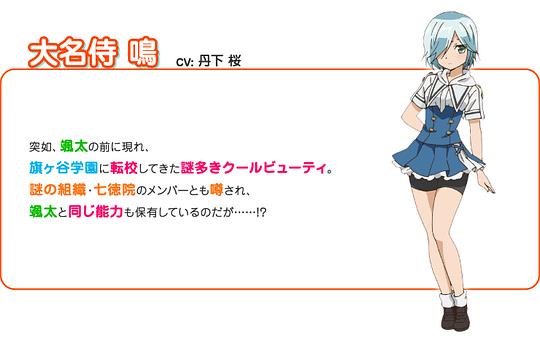 大名侍 鳴 CV: 丹下 桜
突如、颯太の前に現れ、
旗ヶ谷学園に転校してきた謎多きクールビューティ。
謎の組織・七徳院のメンバーとも噂され、
颯太と同じ能力も保有しているのだが……!?